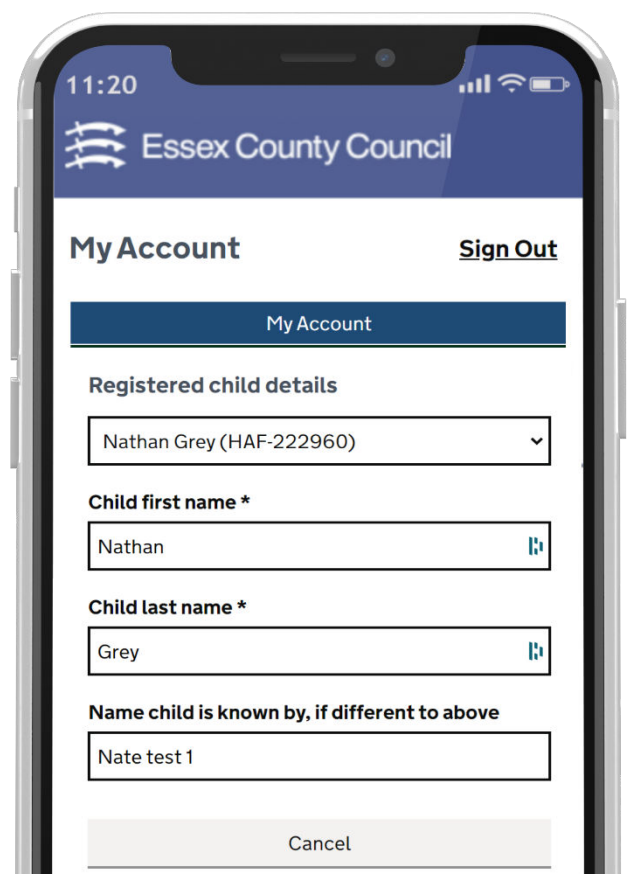 11:20
Essex County Council
My Account
Sign Out
My Account
Registered child details
Nathan Grey (HAF-222960)
Child first name *
Nathan
Child last name *
Grey
Name child is known by, if different to above
Nate test 1
Cancel